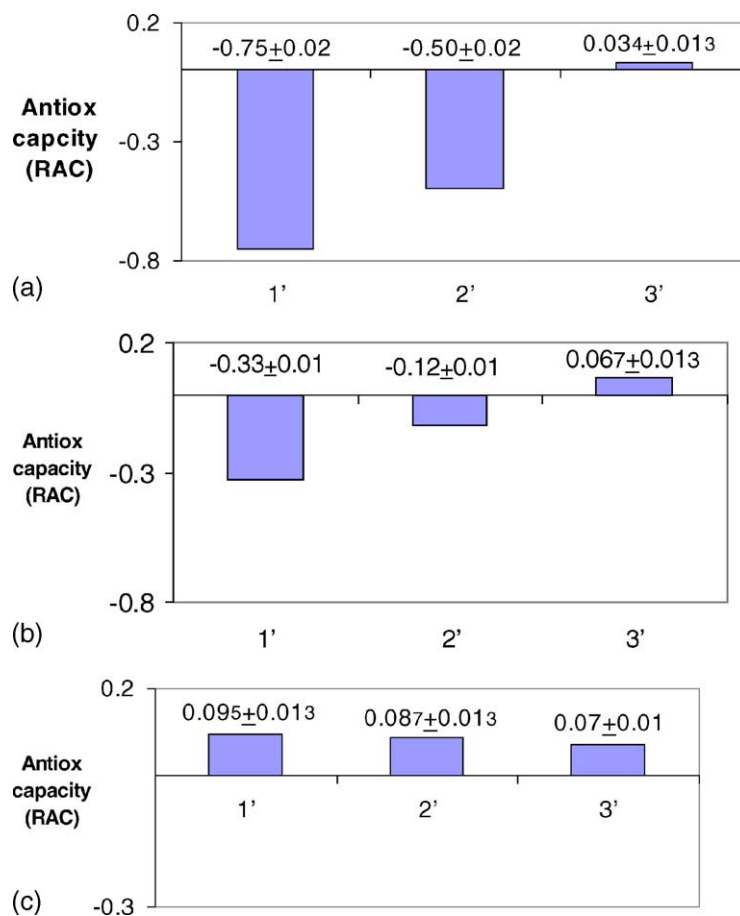 0.2
-0.75±0.02 -0.50±0.02 0.034±0.013
Antiox
capcity
(RAC)
-0.3
-0.8
(a)
1’ 2’ 3’
0.2
-0.33±0.01 -0.12±0.01 0.067±0.013
Antiox
capacity
(RAC)
-0.3
-0.8
(b)
1’ 2’ 3’
0.2
0.095±0.013 0.087±0.013 0.07±0.01
Antiox
capacity
(RAC)
1’ 2’ 3’
-0.3
(c)